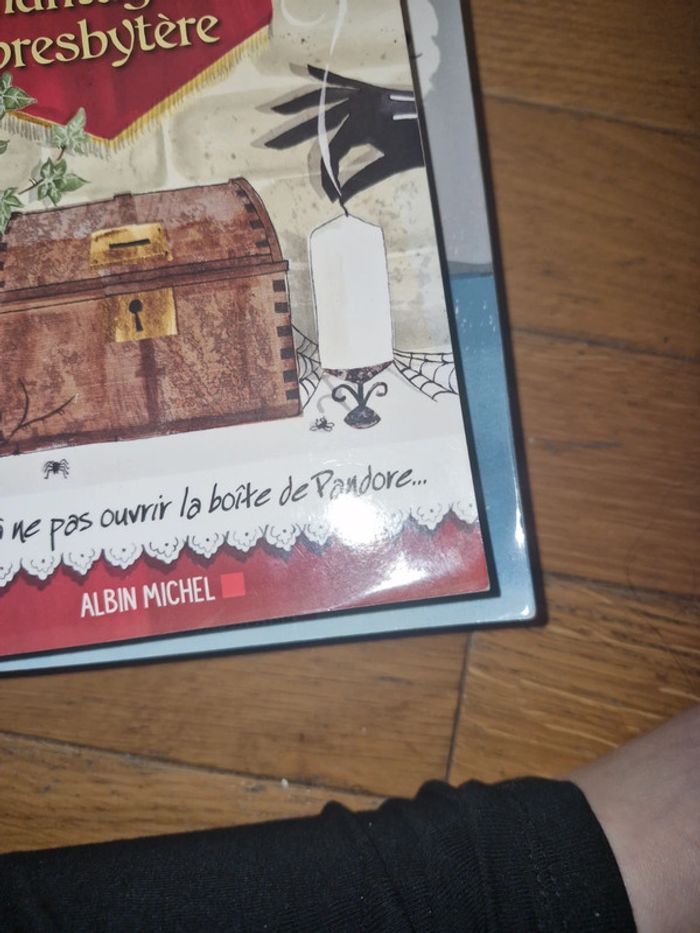 presbytère
à ne pas ouvrir la boîte de Pandore...
ALBIN MICHEL